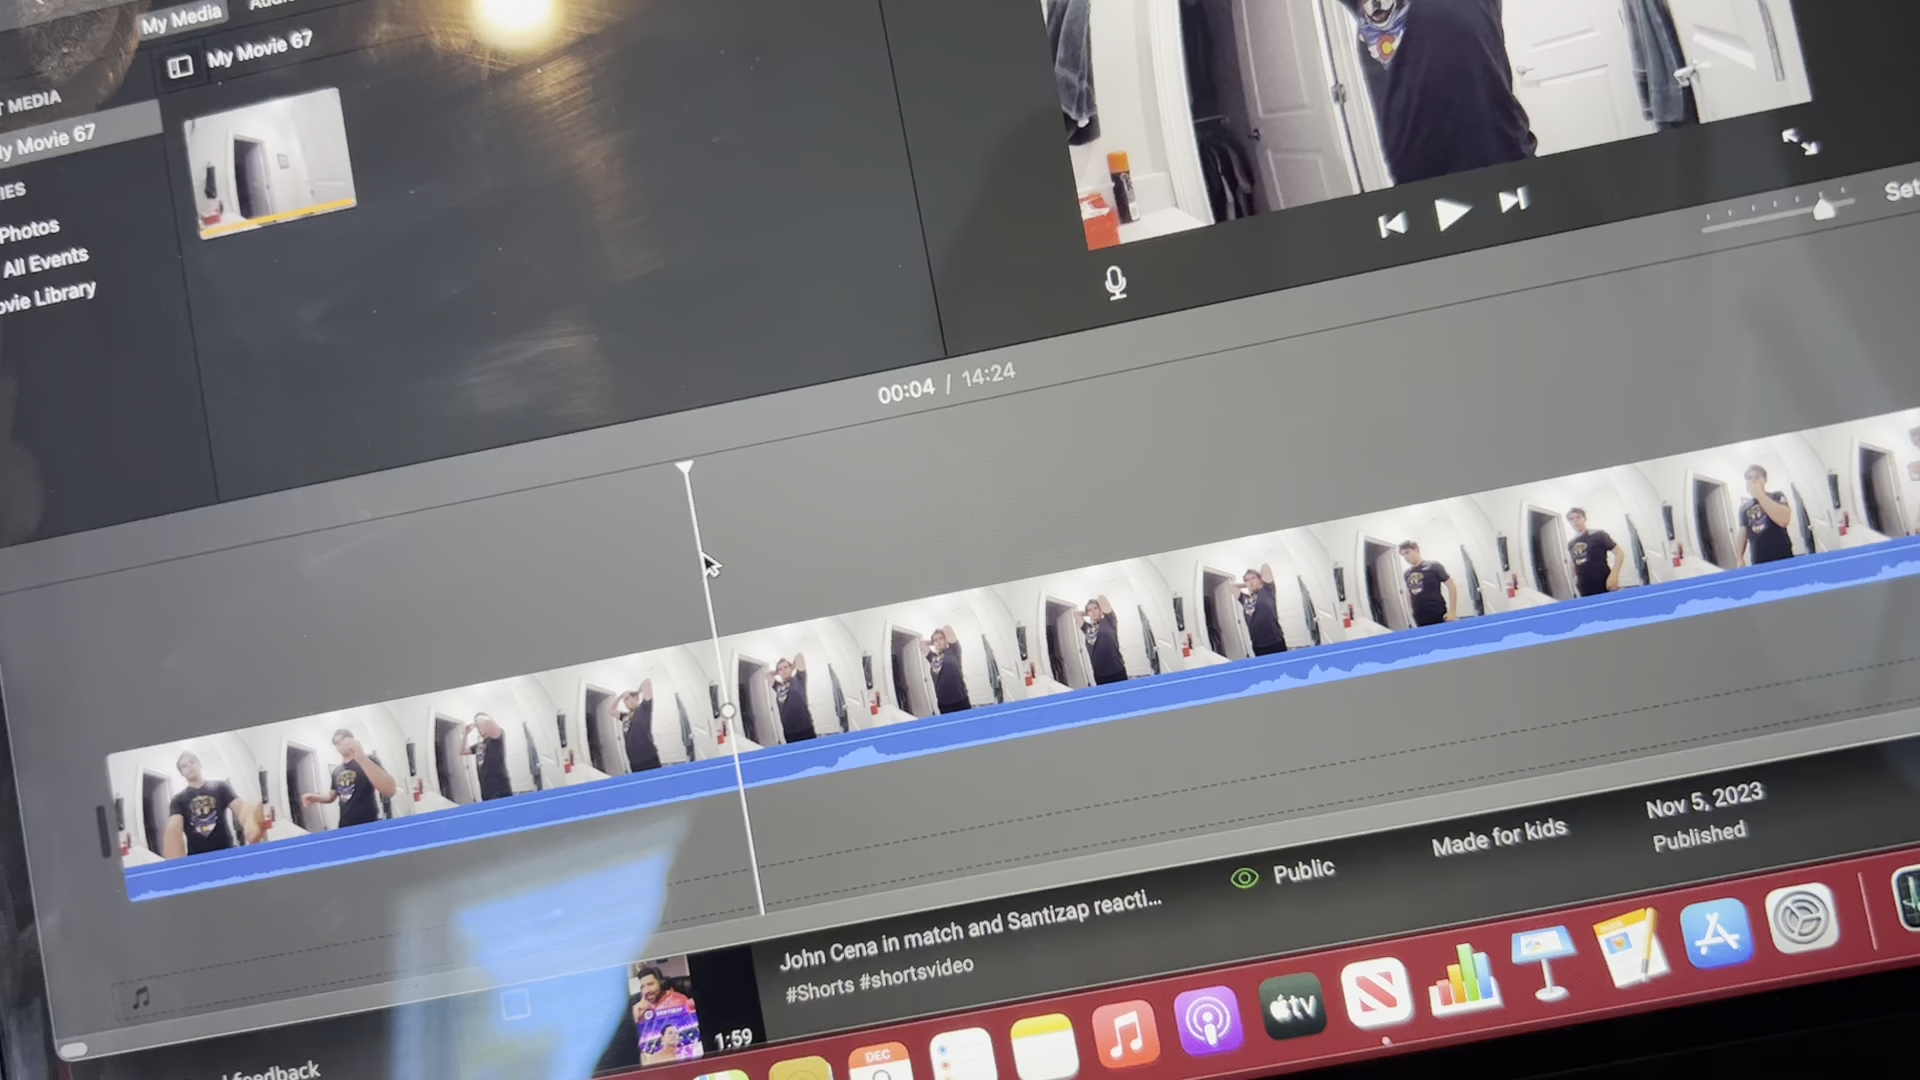 My Media
My Movie 67
MEDIA
My Movie 67
Photos
All Events
Set
00:04 / 14:24
Nov 5, 2023
Published
Made for kids
Public
John Cena in match and Santizap reacti...
#Shorts #shortsvideo
1:59
tv
DEC
feedback